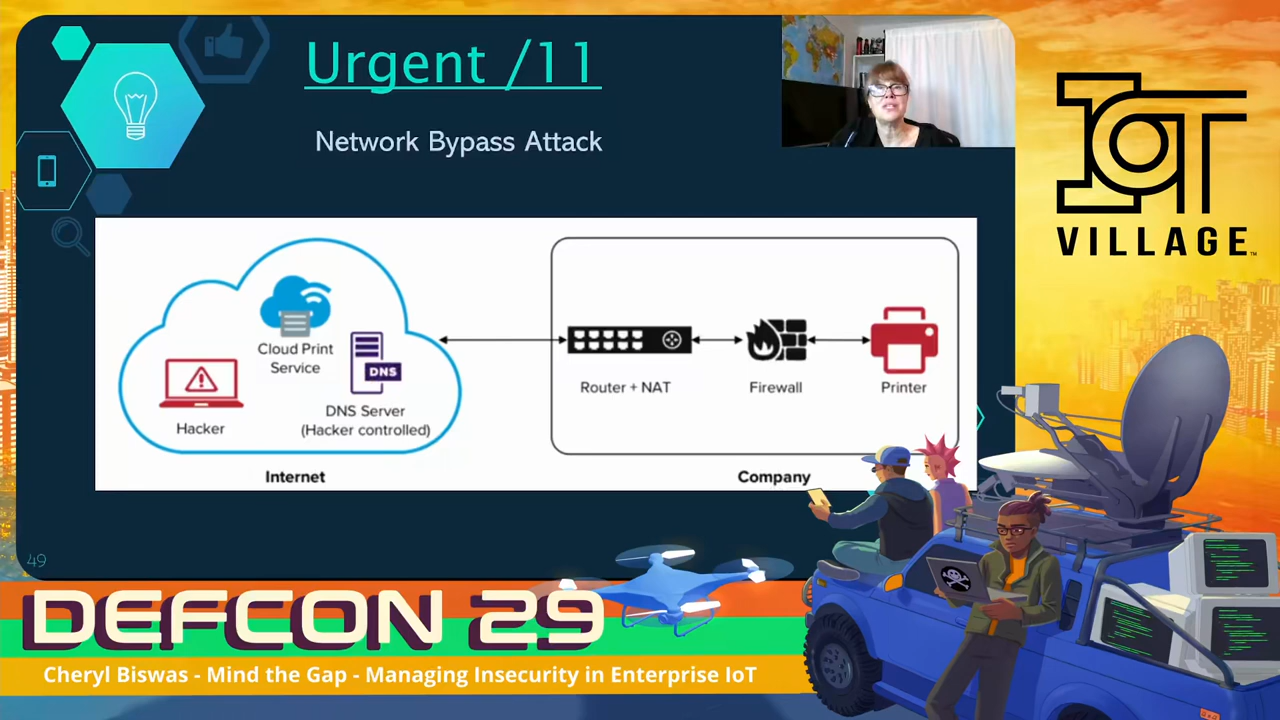 Urgent /11
Network Bypass Attack
IoT
VILLAGE™
Cloud Print
Service
DNS
DNS Server
(Hacker controlled)
Hacker
Internet
Router + NAT
Firewall
Printer
Company
49
DEFCON 29
Cheryl Biswas - Mind the Gap - Managing Insecurity in Enterprise IoT